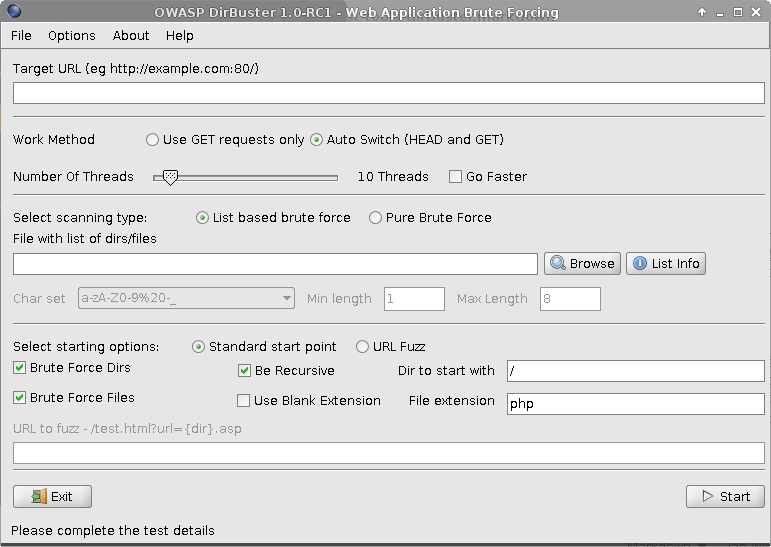 OWASP DirBuster 1.0-RC1 - Web Application Brute Forcing
File Options About Help
Target URL (eg http://example.com:80/)
Work Method Use GET requests only Auto Switch (HEAD and GET)
Number Of Threads 10 Threads Go Faster
Select scanning type: List based brute force Pure Brute Force
File with list of dirs/files
Browse List Info
Char set a-zA-Z0-9%20-_ Min length 1 Max Length 8
Select starting options: Standard start point URL Fuzz
Brute Force Dirs Be Recursive Dir to start with /
Brute Force Files Use Blank Extension File extension php
URL to fuzz - /test.html?url={dir}.asp
Exit Start
Please complete the test details